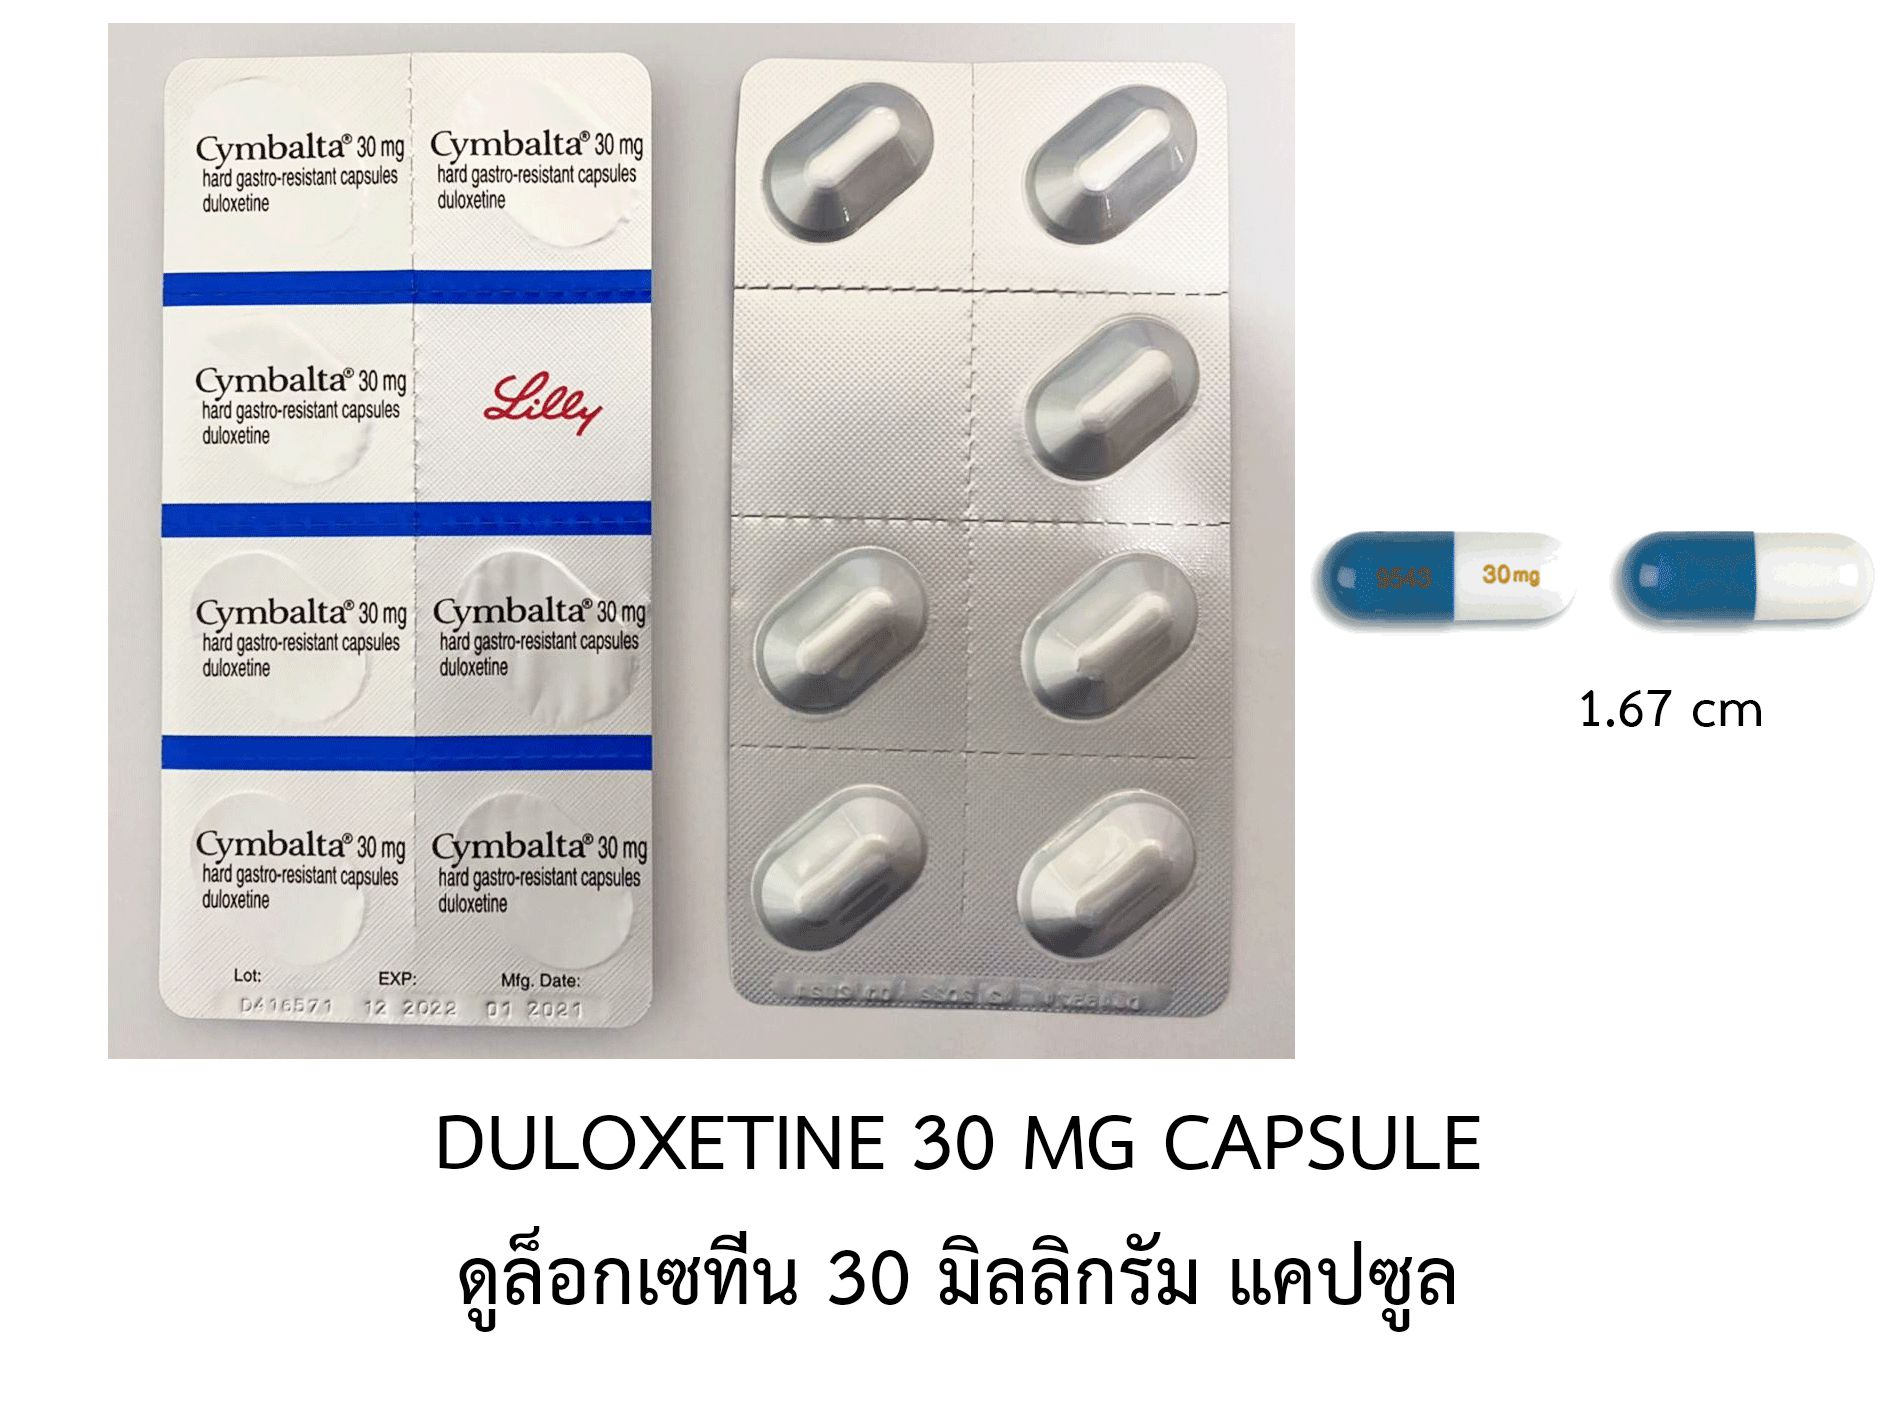 Cymbalta® 30 mg
hard gastro-resistant capsules
duloxetine
Cymbalta® 30 mg
hard gastro-resistant capsules
duloxetine
Cymbalta® 30 mg
hard gastro-resistant capsules
duloxetine
Lilly
Cymbalta® 30 mg
hard gastro-resistant capsules
duloxetine
Cymbalta® 30 mg
hard gastro-resistant capsules
duloxetine
Cymbalta® 30 mg
hard gastro-resistant capsules
duloxetine
Cymbalta® 30 mg
hard gastro-resistant capsules
duloxetine
Lot: EXP: Mfg. Date:
D416571 12 2022 01 2021
9543 30mg
1.67 cm
DULOXETINE 30 MG CAPSULE
ดูล็อกเซทีน 30 มิลลิกรัม แคปซูล